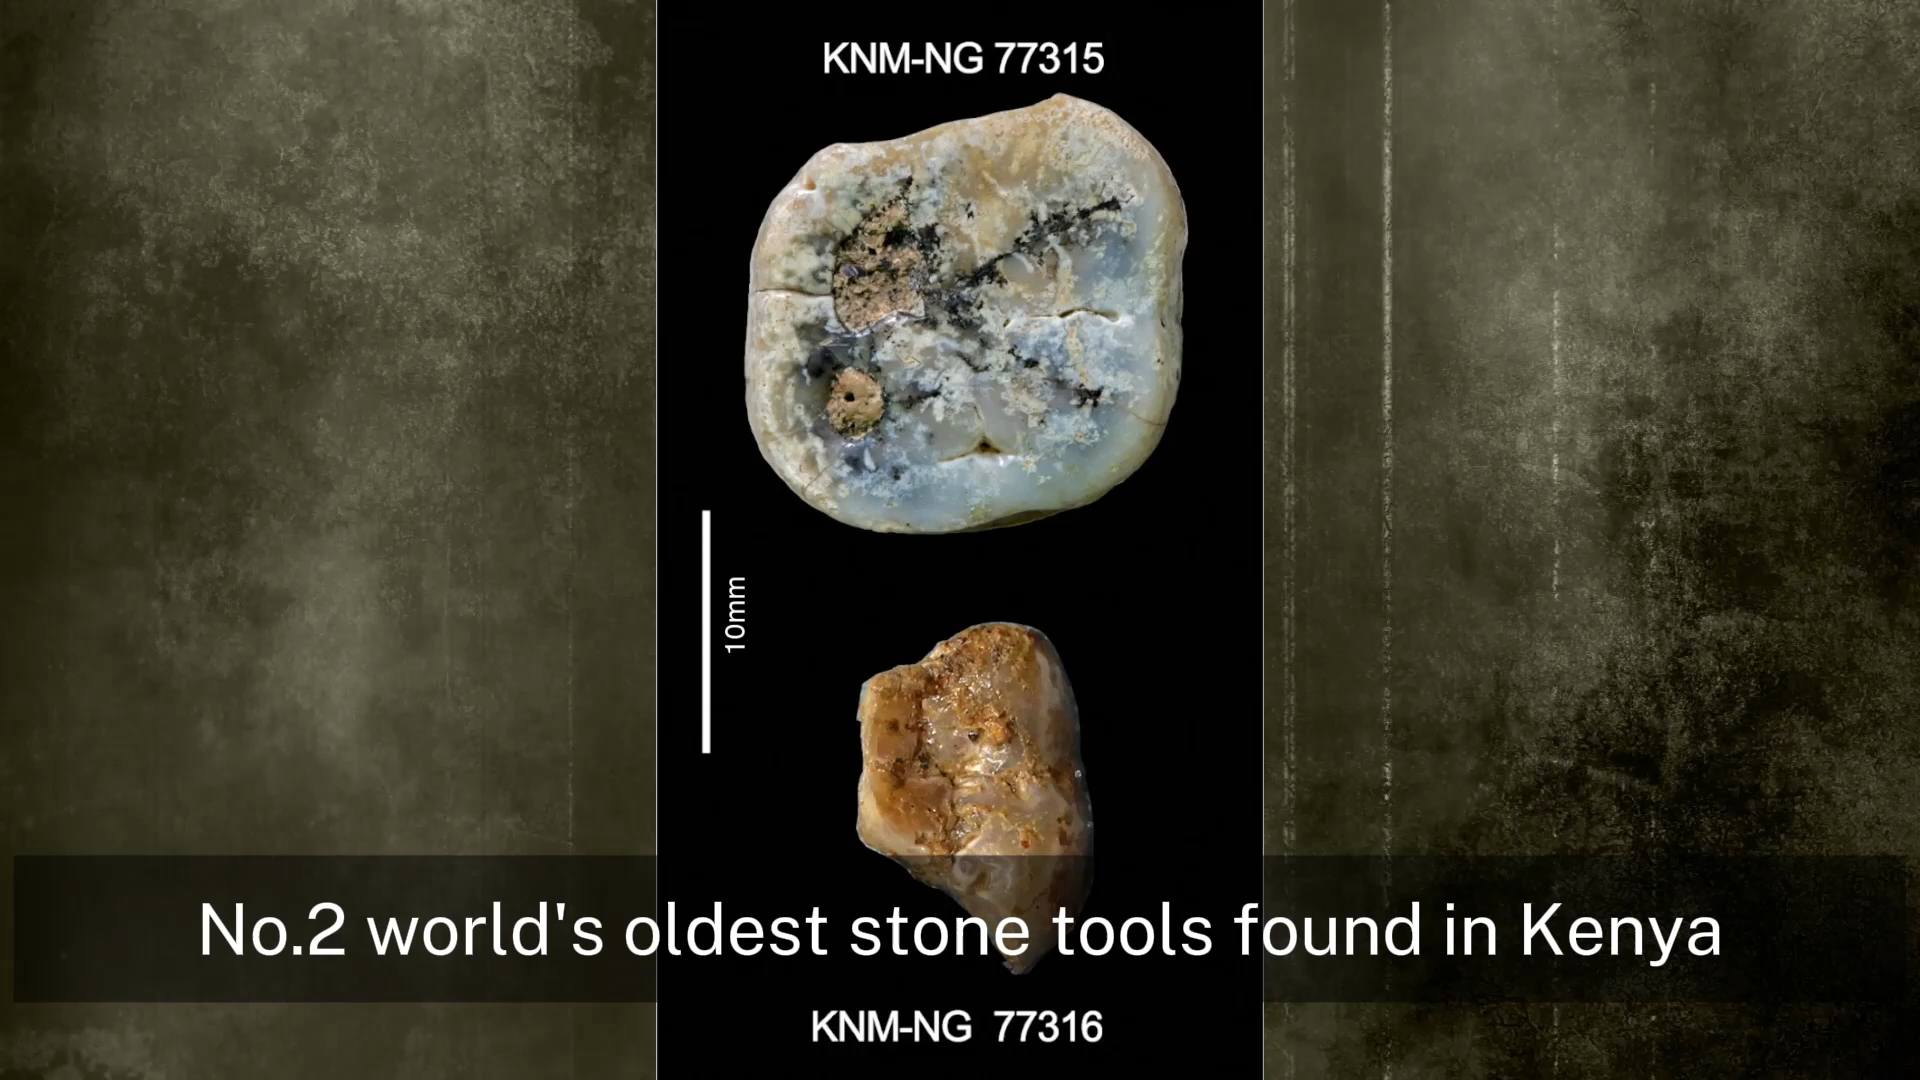 KNM-NG 77315
10mm
No.2 world's oldest stone tools found in Kenya
KNM-NG 77316